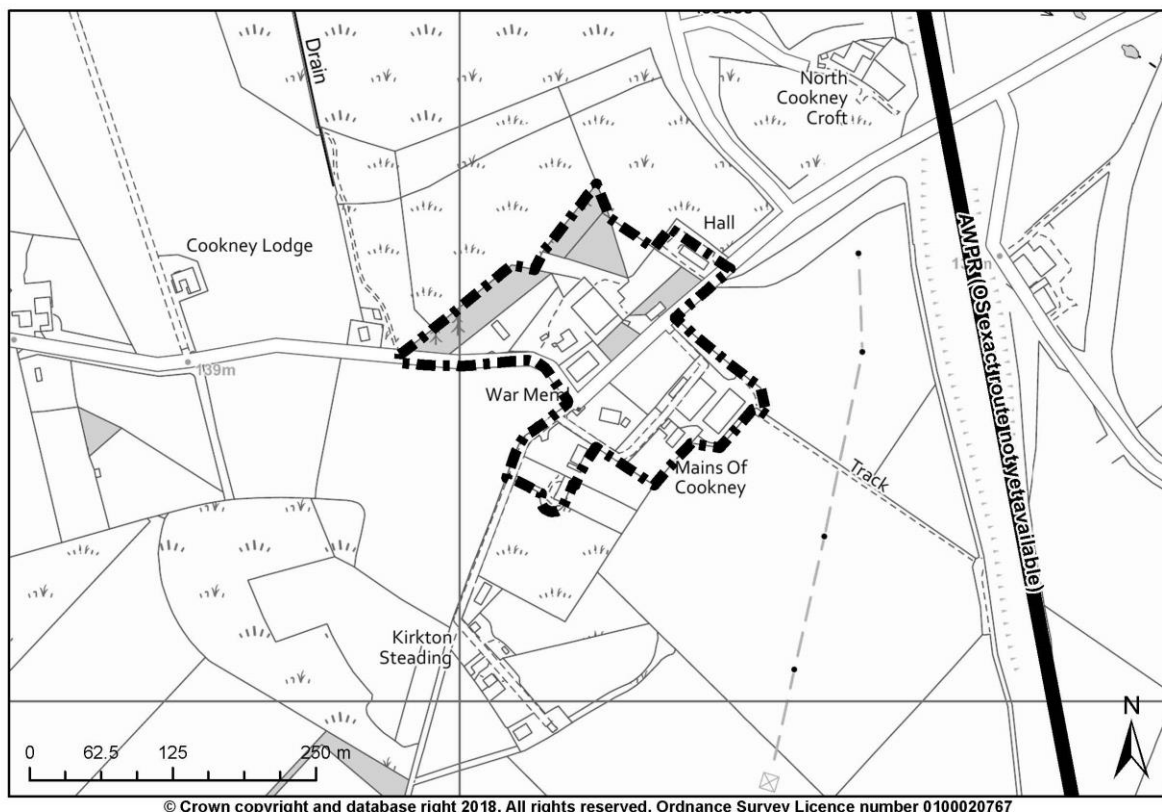 Drain
North
Cookney
Croft
Hall
Cookney Lodge
139m
War Meml
AWPR (OS exact route not yet available)
Mains Of
Cookney
Track
Kirkton
Steading
N
0 62.5 125 250 m
© Crown copyright and database right 2018. All rights reserved. Ordnance Survey Licence number 0100020767